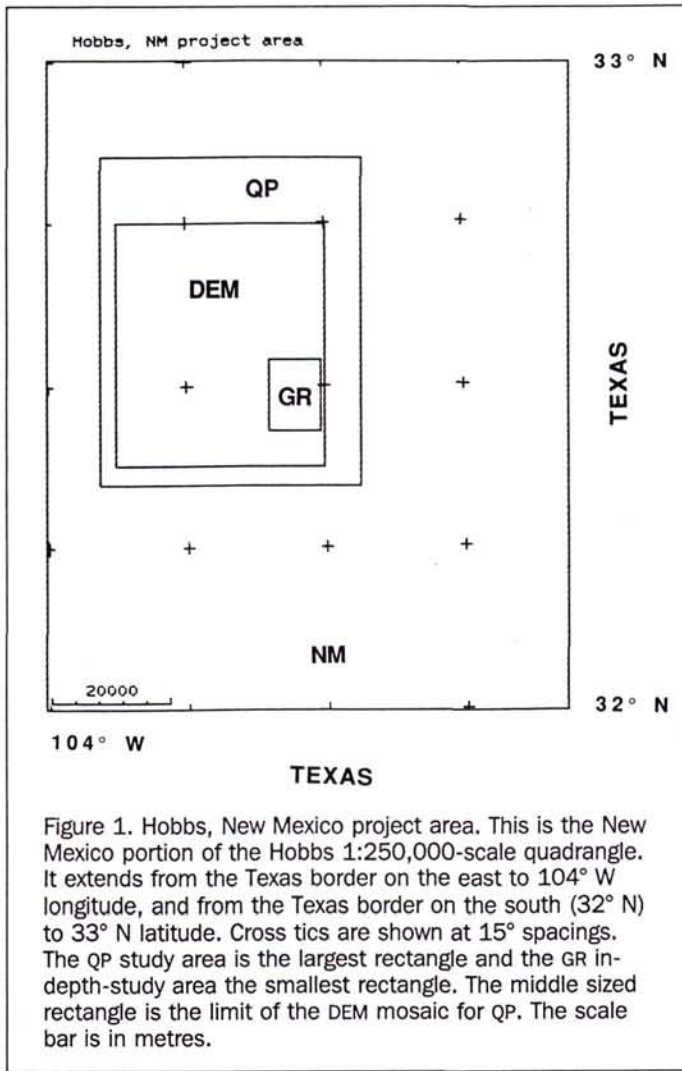 Hobbs, NM project area
33° N
QP
DEM
TEXAS
GR
NM
20000
32° N
104° W
TEXAS
Figure 1. Hobbs, New Mexico project area. This is the New
Mexico portion of the Hobbs 1:250,000-scale quadrangle.
It extends from the Texas border on the east to 104° W
longitude, and from the Texas border on the south (32° N)
to 33° N latitude. Cross tics are shown at 15° spacings.
The QP study area is the largest rectangle and the GR in-
depth-study area the smallest rectangle. The middle sized
rectangle is the limit of the DEM mosaic for QP. The scale
bar is in metres.